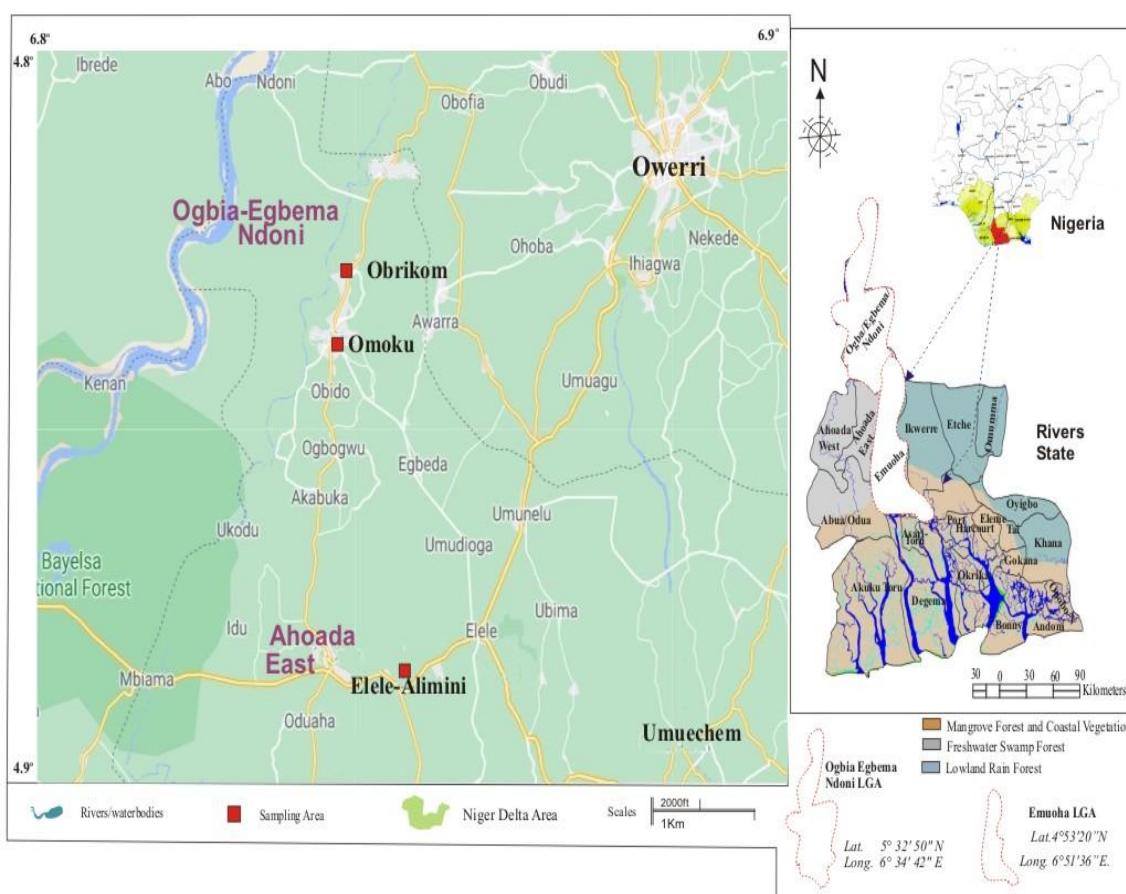 6.8°
6.9°
4.8°
Ibrede
Abo
Ndoni
Obudi
Obofia
Owerri
Ogbia-Egbema
Ndoni
Ohoba
Nekede
Ihiagwa
Obrikom
Awarra
Omoku
Kenan
Obido
Umuagu
Ogbogwu
Egbeda
Akabuka
Umunelu
Ukodu
Umudioga
Bayelsa
tional Forest
Ubima
Idu
Ahoada
East
Elele
Mbiama
Elele-Alimini
Oduaha
Umuechem
4.9°
Rivers/waterbodies
Sampling Area
Niger Delta Area
Scales
2000ft
1Km
N
Nigeria
Ogba/Egbema/
Ndoni
Rivers
State
Ahoada
West
Ahoada
East
Emuoha
Ikwerre
Etche
Omumma
Oyigbo
Abua/Odua
Asari-
Toru
Port
Harcourt
Eleme
Tai
Khana
Gokana
Akuku Toru
Degema
Okrika
Opobo
Bonny
Andoni
30 0 30 60 90
Kilometers
Mangrove Forest and Coastal Vegetation
Freshwater Swamp Forest
Lowland Rain Forest
Ogbia Egbema
Ndoni LGA
Lat. 5° 32' 50" N
Long. 6° 34' 42" E
Emuoha LGA
Lat.4°53'20"N
Long. 6°51'36"E.